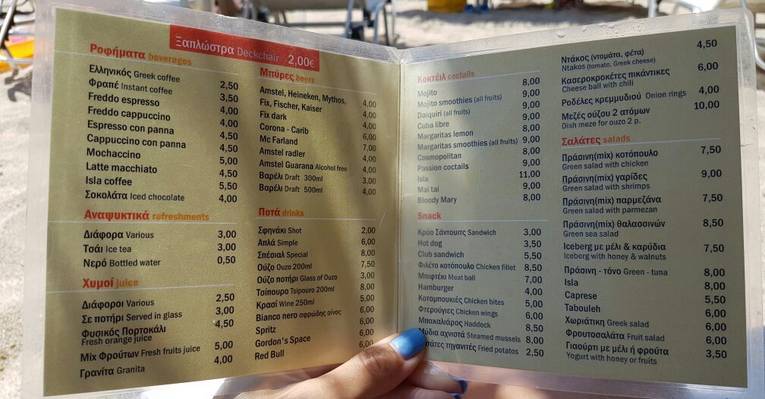 Ξαπλώστρα Deckchair 2,00€
Ροφήματα beverages
Ελληνικός Greek coffee 2,50
Φραπέ Instant coffee 3,50
Freddo espresso 4,00
Freddo cappuccino 4,00
Espresso con panna 4,50
Cappuccino con panna 4,50
Mochaccino 5,00
Latte macchiato 4,50
Isla coffee 5,50
Σοκολάτα Iced chocolate 4,00
Αναψυκτικά refreshments
Διάφορα Various 3,00
Τσάι Ice tea 3,00
Νερό Bottled water 0,50
Χυμοί juice
Διάφοροι Various 2,50
Σε ποτήρι Served in glass 3,00
Φυσικός Πορτοκάλι 4,50
Fresh orange juice
Mix Φρούτων Fresh fruits juice 5,00
Γρανίτα Granita 4,00
Μπύρες beers
Amstel, Heineken, Mythos,
Fix, Fischer, Kaiser 4,00
Fix dark 4,00
Corona - Carib 6,00
Mc Farland 7,00
Amstel radler 4,00
Amstel Guarana Alcohol free 4,00
Βαρέλι Draft 300ml 3,00
Βαρέλι Draft 500ml 4,00
Ποτά drinks
Σφηνάκι Shot 2,00
Απλά Simple 6,00
Σπέσιαλ Special 8,00
Ούζο Ouzo 200ml 7,50
Ούζο ποτήρι Glass of Ouzo 3,00
Τσίπουρο Tsipouro 200ml 8,00
Κρασί Wine 250ml 5,00
Bianco nero αφρώδης οίνος 6,00
Spritz 6,00
Gordon's Space 6,00
Red Bull
Κοκτέιλ coctails
Mojito 8,00
Mojito smoothies (all fruits) 9,00
Daiquiri (all fruits) 9,00
Cuba libre 8,00
Margaritas lemon 8,00
Margaritas smoothies (all fruits) 9,00
Cosmopolitan 8,00
Passion coctails 9,00
Isla 11,00
Mai tai 9,00
Bloody Mary 8,00
Snack
Κρύο Σάντουιτς Sandwich 3,00
Hot dog 3,50
Club sandwich 5,50
Φιλέτο κοτόπουλο Chicken fillet 8,50
Μπιφτέκι Meat ball 7,00
Hamburger 4,00
Κοτομπουκιές Chicken bites 5,00
Φτερούγιες Chicken wings 6,00
Μπακαλιάρος Haddock 8,50
Μύδια αχνιστά Steamed mussels 8,00
τηγανιτές Fried potatos 2,50
Ντάκος (ντομάτα, φέτα) 4,50
Ntakos (tomato, Greek cheese)
Κασεροκροκέτες πικάντικες 6,00
Cheese ball with chili
Ροδέλες κρεμμυδιού Onion rings 4,00
Μεζές ούζου 2 ατόμων 10,00
Dish meze for ouzo 2 p.
Σαλάτες salads
Πράσινη(mix) κοτόπουλο 7,50
Green salad with chicken
Πράσινη(mix) γαρίδες 9,00
Green salad with shrimps
Πράσινη(mix) παρμεζάνα 7,50
Green salad with parmezan
Πράσινη(mix) θαλασσινών 8,50
Green sea salad
Iceberg με μέλι & καρύδια 7,50
Iceberg with honey & walnuts
Πράσινη - τόνο Green - tuna 8,00
Isla 8,00
Caprese 5,50
Tabouleh 6,00
Χωριάτικη Greek salad 6,00
Φρουτοσαλάτα Fruit salad 6,00
Γιαούρτι με μέλι ή φρούτα 3,50
Yogurt with honey or fruits